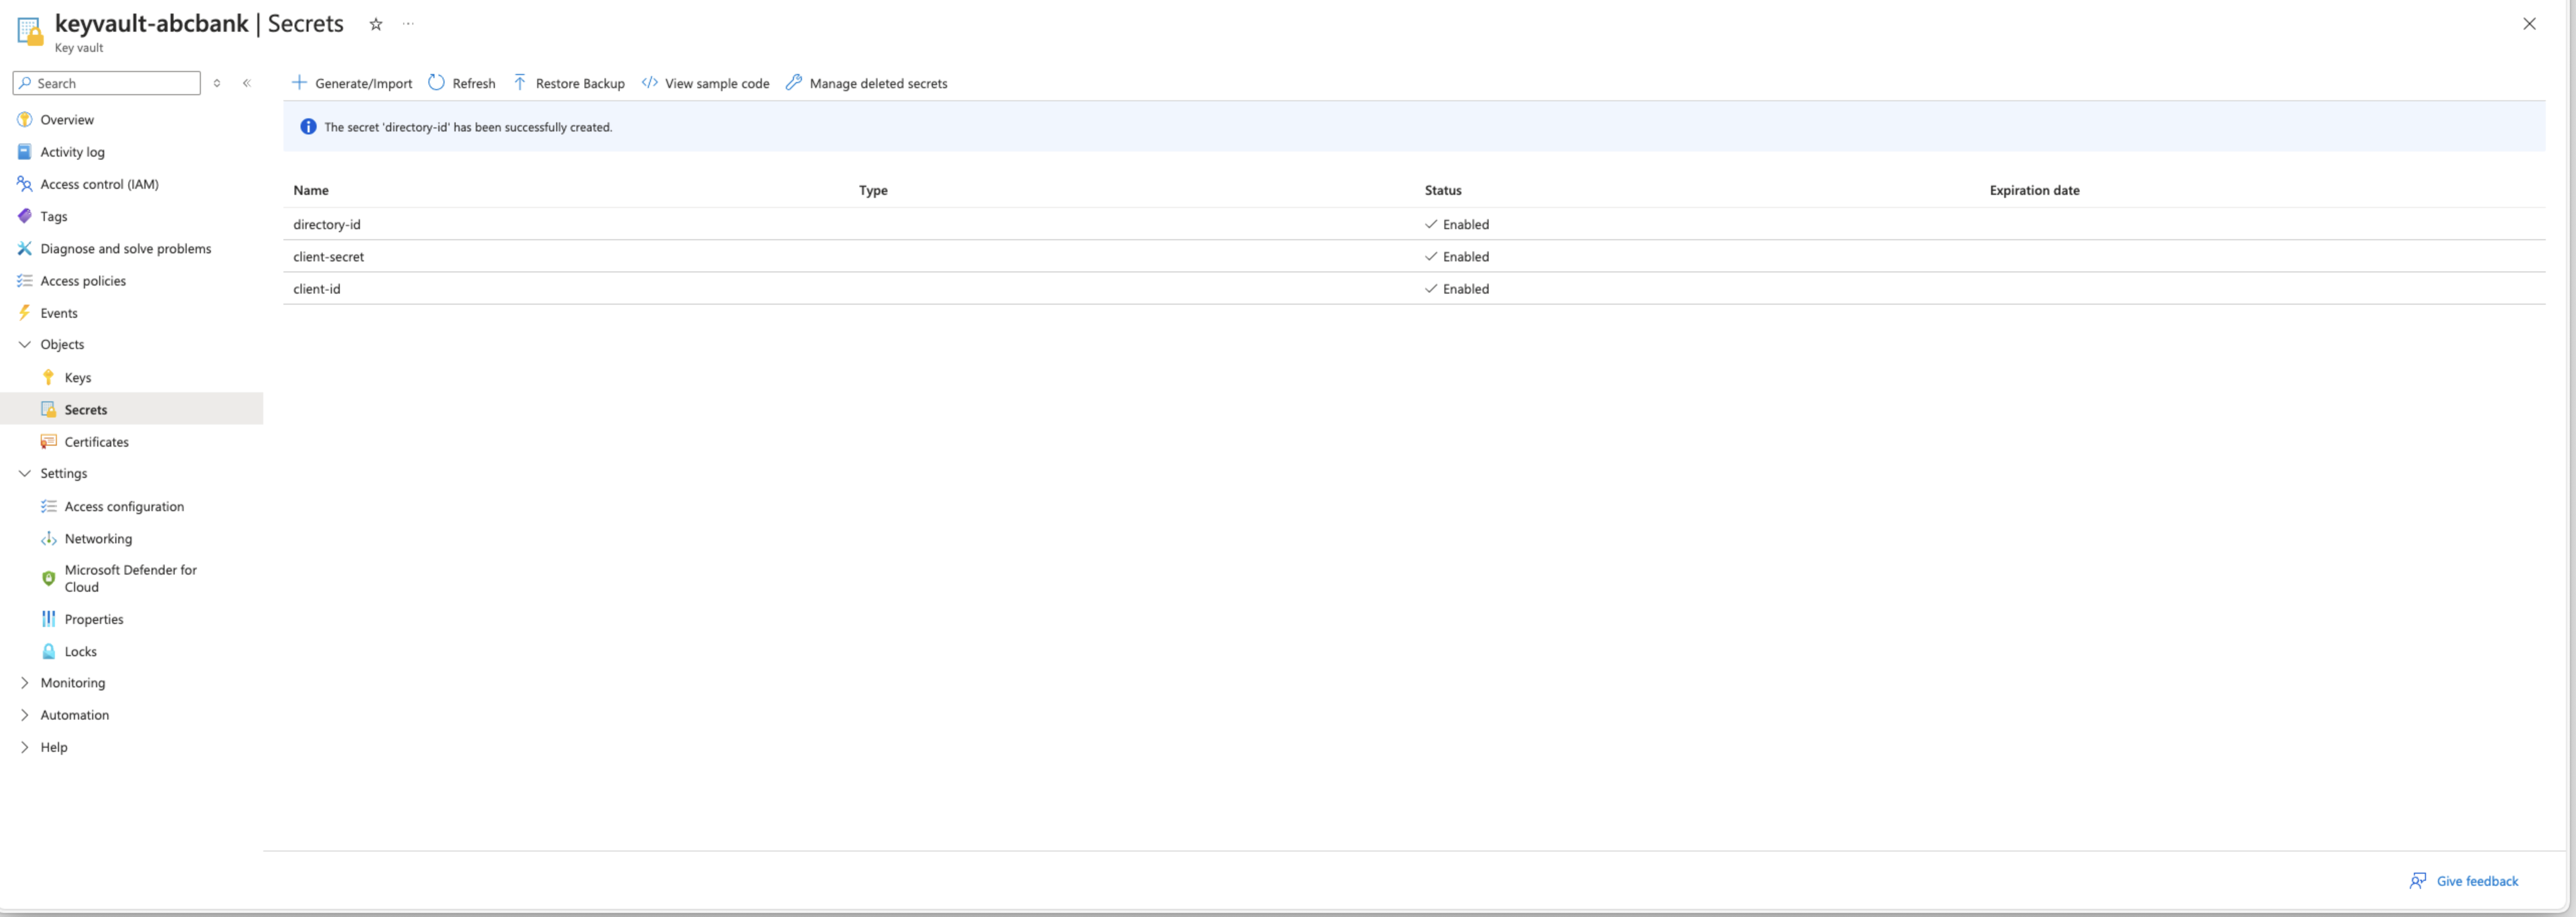 keyvault-abcbank | Secrets
Key vault
Search
Overview
Activity log
Access control (IAM)
Tags
Diagnose and solve problems
Access policies
Events
Objects
Keys
Secrets
Certificates
Settings
Access configuration
Networking
Microsoft Defender for
Cloud
Properties
Locks
Monitoring
Automation
Help
Generate/Import Refresh Restore Backup View sample code Manage deleted secrets
The secret 'directory-id' has been successfully created.
Name Type Status Expiration date
directory-id Enabled
client-secret Enabled
client-id Enabled
Give feedback